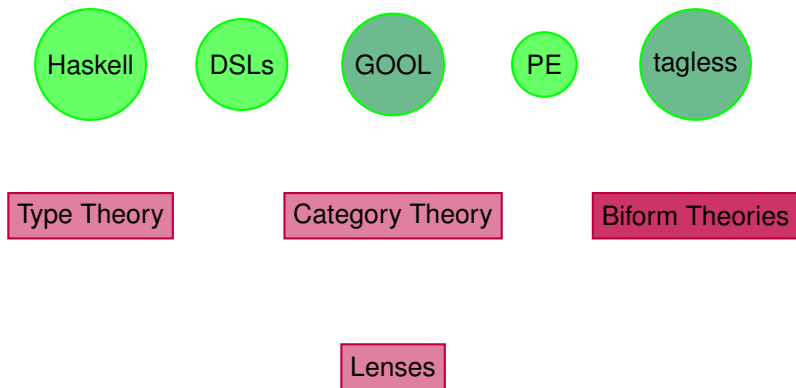 Haskell DSLs GOOL PE tagless
Type Theory Category Theory Biform Theories
Lenses